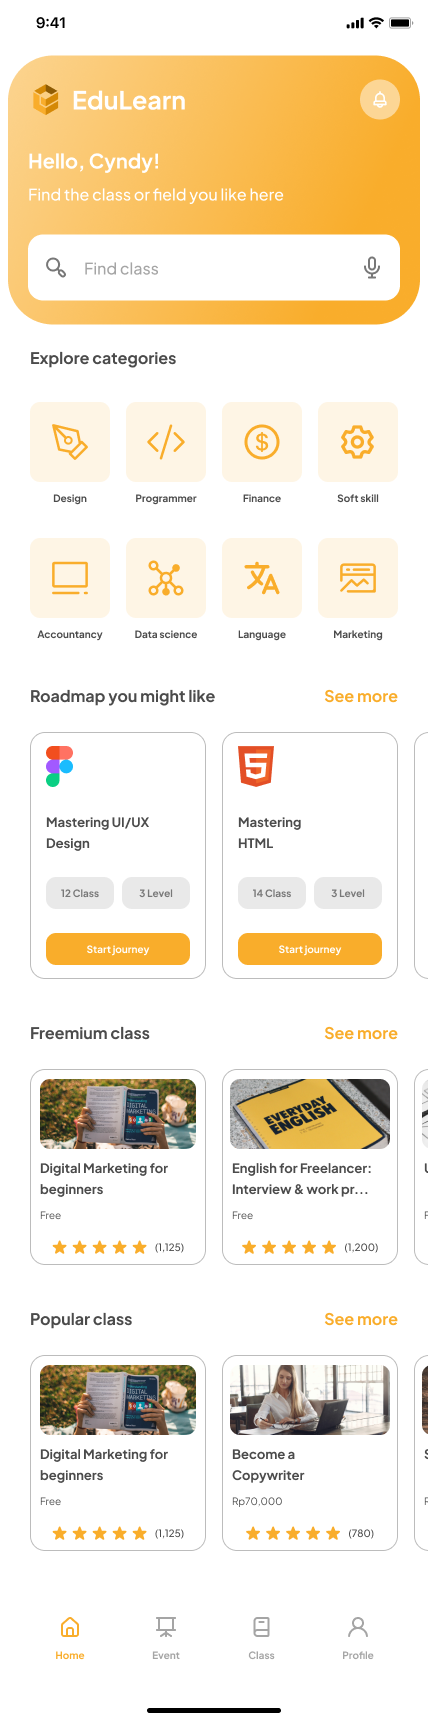 9:41
EduLearn
Hello, Cyndy!
Find the class or field you like here
Find class
Explore categories
Design
Programmer
Finance
Soft skill
Accountancy
Data science
Language
Marketing
Roadmap you might like
See more
Mastering UI/UX
Design
12 Class
3 Level
Start journey
Mastering
HTML
14 Class
3 Level
Start journey
Freemium class
See more
DIGITAL
MARKETING
Digital Marketing for
beginners
Free
(1,125)
EVERYDAY
ENGLISH
English for Freelancer:
Interview & work pr...
Free
(1,200)
Popular class
See more
DIGITAL
MARKETING
Digital Marketing for
beginners
Free
(1,125)
Become a
Copywriter
Rp70,000
(780)
Home
Event
Class
Profile